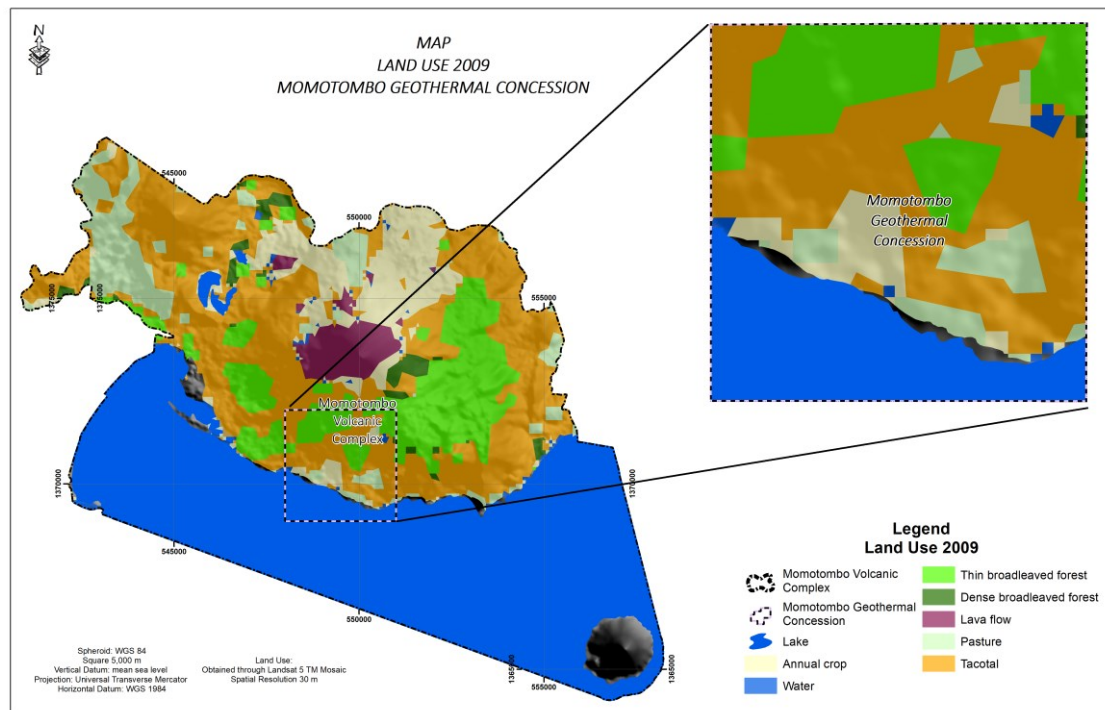 N
MAP
LAND USE 2009
MOMOTOMBO GEOTHERMAL CONCESSION
545000
550000
1375000
1375000
555000
Momotombo
Volcanic
Complex
1370000
1370000
545000
550000
1365000
555000
1365000
Momotombo
Geothermal
Concession
Spheroid: WGS 84
Square 5,000 m
Vertical Datum: mean sea level
Projection: Universal Transverse Mercator
Horizontal Datum: WGS 1984
Land Use:
Obtained through Landsat 5 TM Mosaic
Spatial Resolution 30 m
Legend
Land Use 2009
Momotombo Volcanic
Complex
Momotombo Geothermal
Concession
Lake
Annual crop
Water
Thin broadleaved forest
Dense broadleaved forest
Lava flow
Pasture
Tacotal